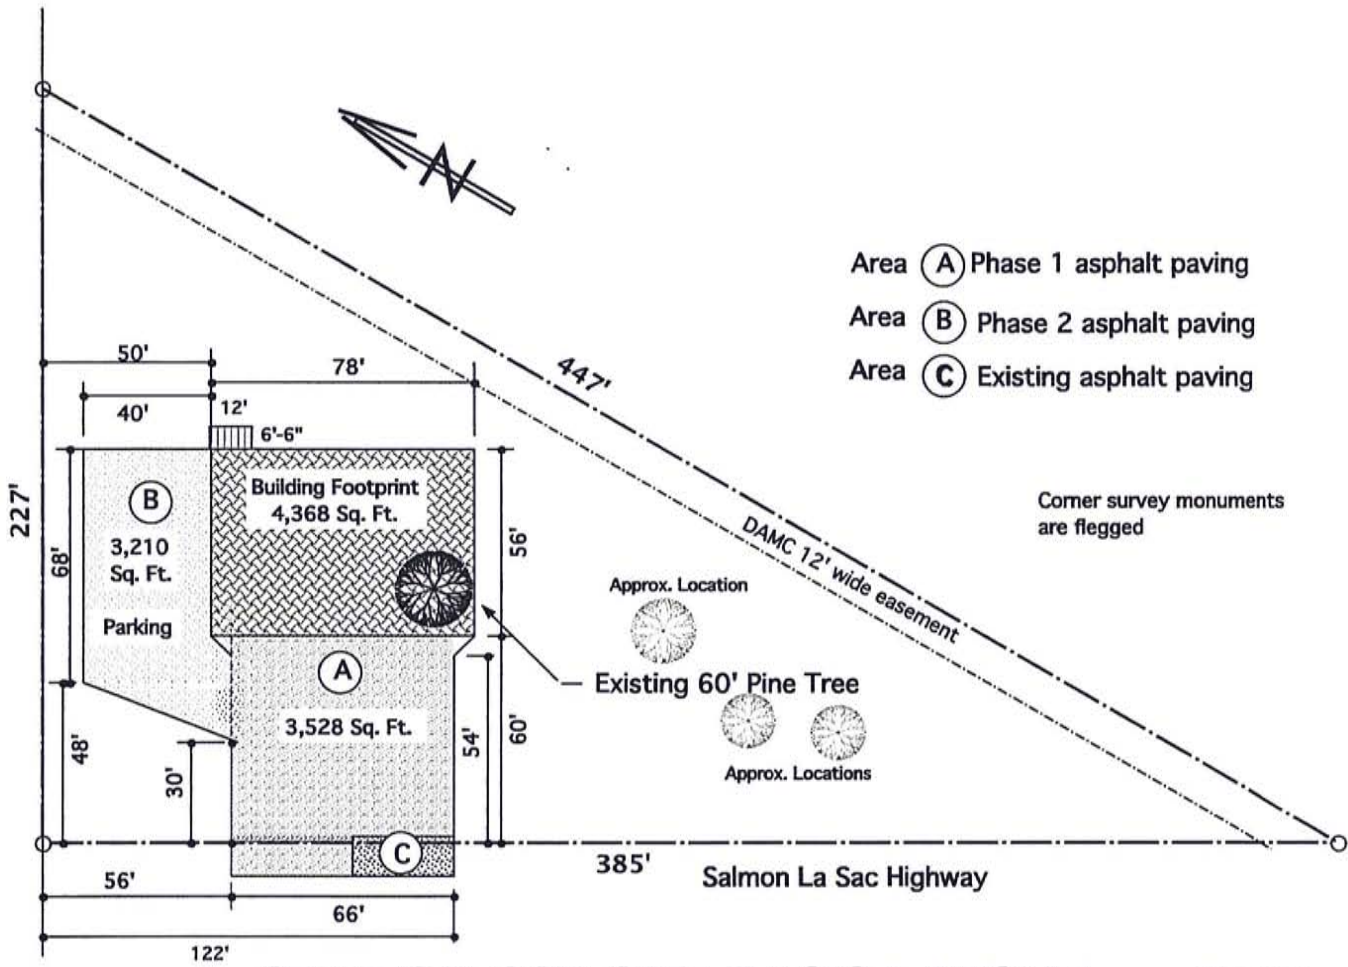 N
Area A Phase 1 asphalt paving
Area B Phase 2 asphalt paving
Area C Existing asphalt paving
50'
78'
447'
40'
12'
6'-6"
227'
Building Footprint
4,368 Sq. Ft.
B
3,210
Sq. Ft.
Parking
68'
56'
Corner survey monuments
are flegged
DAMC 12' wide easement
Approx. Location
Existing 60' Pine Tree
A
3,528 Sq. Ft.
48'
30'
54'
60'
Approx. Locations
C
385'
Salmon La Sac Highway
56'
66'
122'